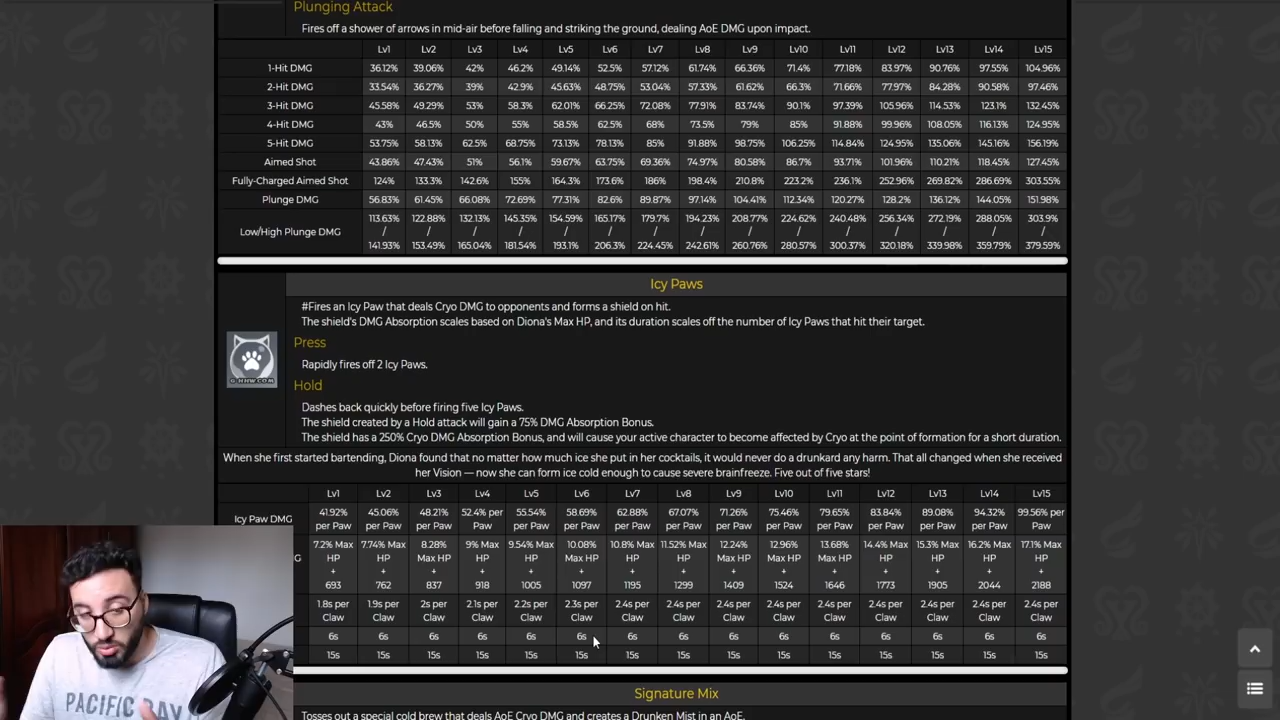 Plunging Attack
Fires off a shower of arrows in mid-air before falling and striking the ground, dealing AoE DMG upon impact.
Lv1 Lv2 Lv3 Lv4 Lv5 Lv6 Lv7 Lv8 Lv9 Lv10 Lv11 Lv12 Lv13 Lv14 Lv15
1-Hit DMG 36.12% 39.06% 42% 46.2% 49.14% 52.5% 57.12% 61.74% 66.36% 71.4% 77.18% 83.97% 90.76% 97.55% 104.96%
2-Hit DMG 33.54% 36.27% 39% 42.9% 45.63% 48.75% 53.04% 57.33% 61.62% 66.3% 71.66% 77.97% 84.28% 90.58% 97.46%
3-Hit DMG 45.58% 49.29% 53% 58.3% 62.01% 66.25% 72.08% 77.91% 83.74% 90.1% 97.39% 105.96% 114.53% 123.1% 132.45%
4-Hit DMG 43% 46.5% 50% 55% 58.5% 62.5% 68% 73.5% 79% 85% 91.88% 99.96% 108.05% 116.13% 124.95%
5-Hit DMG 53.75% 58.13% 62.5% 68.75% 73.13% 78.13% 85% 91.88% 98.75% 106.25% 114.84% 124.95% 135.06% 145.16% 156.19%
Aimed Shot 43.86% 47.43% 51% 56.1% 59.67% 63.75% 69.36% 74.97% 80.58% 86.7% 93.71% 101.96% 110.21% 118.45% 127.45%
Fully-Charged Aimed Shot 124% 133.3% 142.6% 155% 164.3% 173.6% 186% 198.4% 210.8% 223.2% 236.1% 252.96% 269.82% 286.69% 303.55%
Plunge DMG 56.83% 61.45% 66.08% 72.69% 77.31% 82.6% 89.87% 97.14% 104.41% 112.34% 120.27% 128.2% 136.12% 144.05% 151.98%
113.63% 122.88% 132.13% 145.35% 154.59% 165.17% 179.7% 194.23% 208.77% 224.62% 240.48% 256.34% 272.19% 288.05% 303.9%
Low/High Plunge DMG / / / / / / / / / / / / / / /
141.93% 153.49% 165.04% 181.54% 193.1% 206.3% 224.45% 242.61% 260.76% 280.57% 300.37% 320.18% 339.98% 359.79% 379.59%
Icy Paws
#Fires an Icy Paw that deals Cryo DMG to opponents and forms a shield on hit.
The shield's DMG Absorption scales based on Diona's Max HP, and its duration scales off the number of Icy Paws that hit their target.
Press
Rapidly fires off 2 Icy Paws.
G-HHW.COM
Hold
Dashes back quickly before firing five Icy Paws.
The shield created by a Hold attack will gain a 75% DMG Absorption Bonus.
The shield has a 250% Cryo DMG Absorption Bonus, and will cause your active character to become affected by Cryo at the point of formation for a short duration.
When she first started bartending, Diona found that no matter how much ice she put in her cocktails, it would never do a drunkard any harm. That all changed when she received
her Vision — now she can form ice cold enough to cause severe brainfreeze. Five out of five stars!
Lv1 Lv2 Lv3 Lv4 Lv5 Lv6 Lv7 Lv8 Lv9 Lv10 Lv11 Lv12 Lv13 Lv14 Lv15
Icy Paw DMG 41.92% 45.06% 48.21% 52.4% per 55.54% 58.69% 62.88% 67.07% 71.26% 75.46% 79.65% 83.84% 89.08% 94.32% 99.56% per
per Paw per Paw per Paw Paw per Paw per Paw per Paw per Paw per Paw per Paw per Paw per Paw per Paw per Paw Paw
7.2% Max 7.74% Max 8.28% 9% Max 9.54% Max 10.08% 10.8% Max 11.52% Max 12.24% 12.96% 13.68% 14.4% Max 15.3% Max 16.2% Max 17.1% Max
G HP HP Max HP HP HP Max HP HP HP Max HP Max HP Max HP HP HP HP HP
+ + + + + + + + + + + + + + +
693 762 837 918 1005 1097 1195 1299 1409 1524 1646 1773 1905 2044 2188
1.8s per 1.9s per 2s per 2.1s per 2.2s per 2.3s per 2.4s per 2.4s per 2.4s per 2.4s per 2.4s per 2.4s per 2.4s per 2.4s per 2.4s per
Claw Claw Claw Claw Claw Claw Claw Claw Claw Claw Claw Claw Claw Claw Claw
6s 6s 6s 6s 6s 6s 6s 6s 6s 6s 6s 6s 6s 6s 6s
15s 15s 15s 15s 15s 15s 15s 15s 15s 15s 15s 15s 15s 15s 15s
Signature Mix
Tosses out a special cold brew that deals AoE Cryo DMG and creates a Drunken Mist in an AoE.
PACIFIC BAY